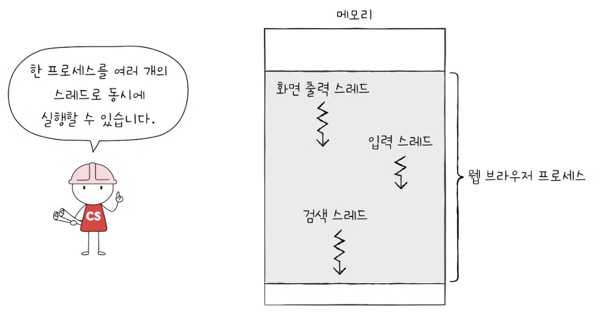 메모리
한 프로세스를 여러 개의
스레드로 동시에
실행할 수 있습니다.
화면 출력 스레드
입력 스레드
웹 브라우저 프로세스
검색 스레드
CS